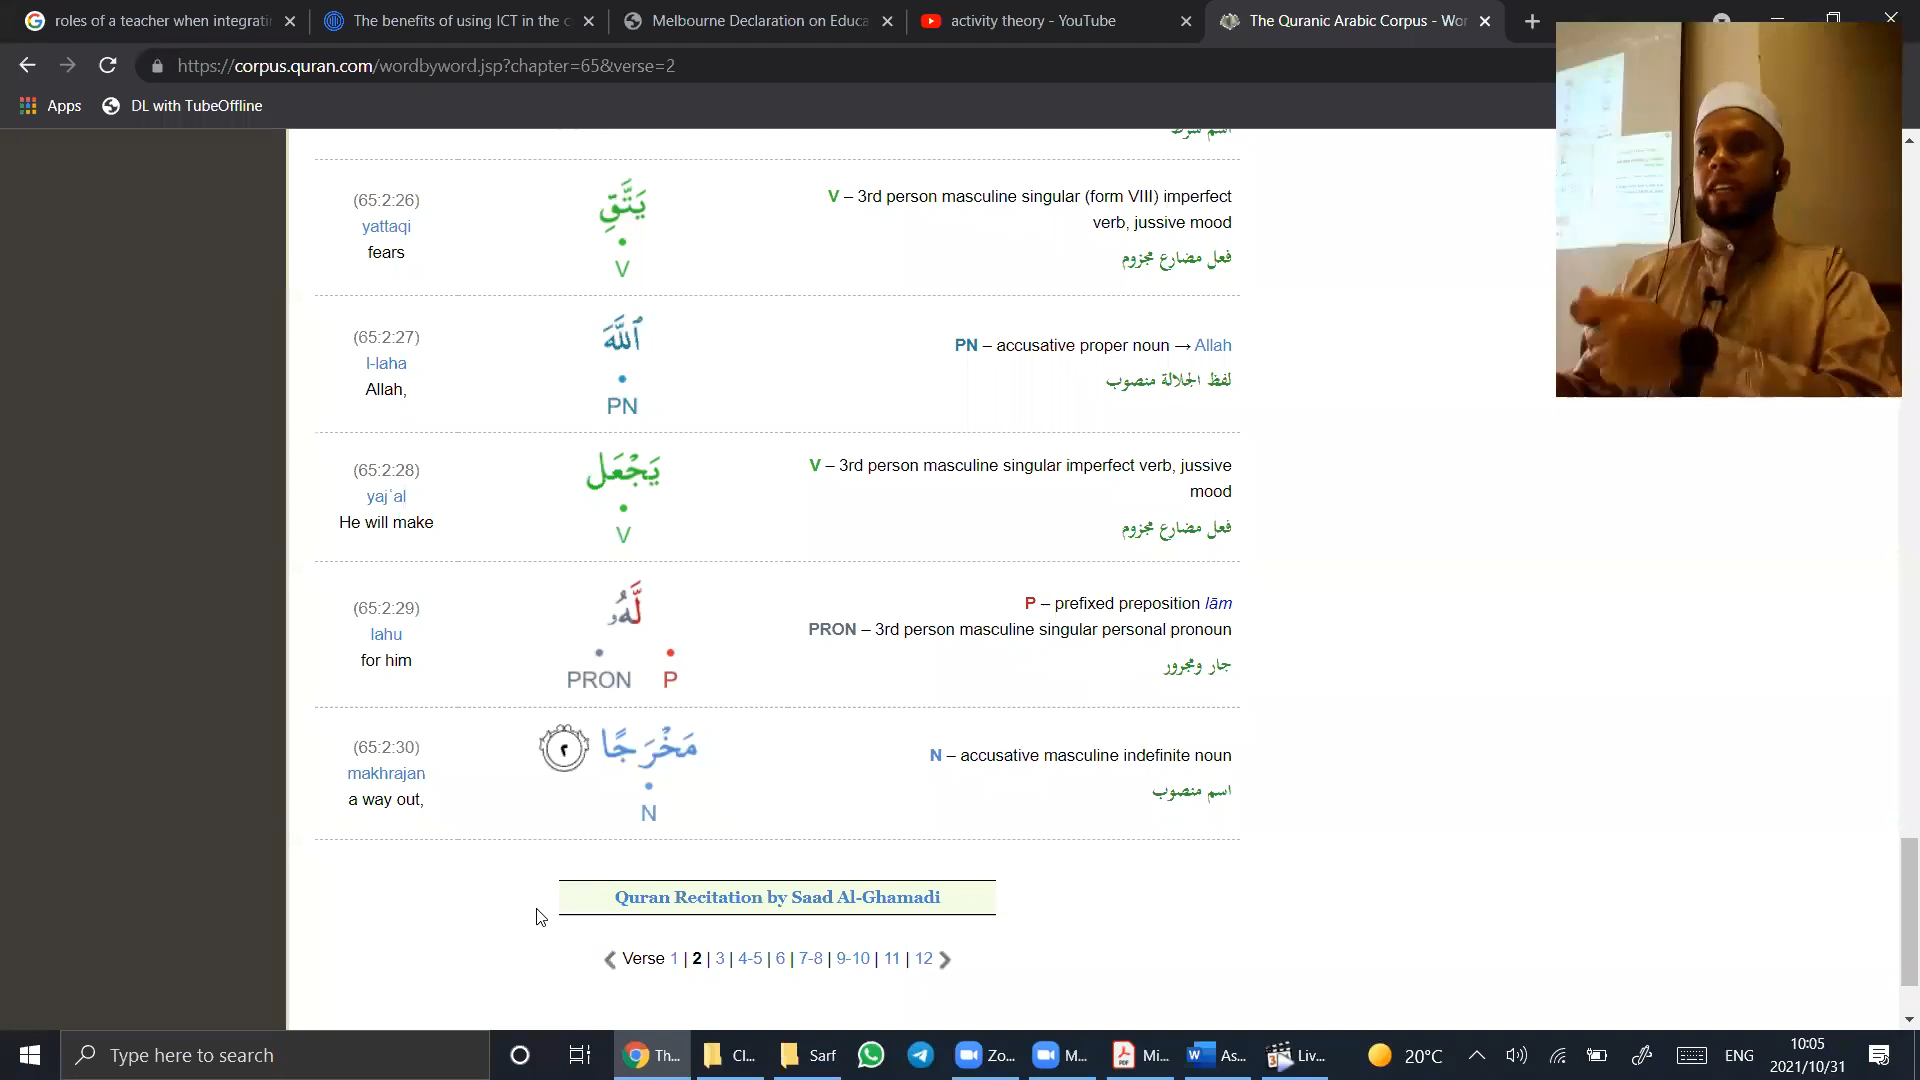 roles of a teacher when integrati
The benefits of using ICT in the c
Melbourne Declaration on Educa
activity theory - YouTube
The Quranic Arabic Corpus - Wor
https://corpus.quran.com/wordbyword.jsp?chapter=65&verse=2
Apps
DL with TubeOffline
اسم شرط
(65:2:26)
yattaqi
fears
يَتَّقِ
V
V – 3rd person masculine singular (form VIII) imperfect
verb, jussive mood
فعل مضارع مجزوم
(65:2:27)
l-laha
Allah,
ٱللَّهَ
PN
PN – accusative proper noun → Allah
لفظ الجلالة منصوب
(65:2:28)
yajʿal
He will make
يَجْعَل
V
V – 3rd person masculine singular imperfect verb, jussive
mood
فعل مضارع مجزوم
(65:2:29)
lahu
for him
لَّهُۥ
PRON P
P – prefixed preposition lām
PRON – 3rd person masculine singular personal pronoun
جار ومجرور
(65:2:30)
makhrajan
a way out,
مَخْرَجًا ٢
N
N – accusative masculine indefinite noun
اسم منصوب
Quran Recitation by Saad Al-Ghamadi
Verse 1 | 2 | 3 | 4-5 | 6 | 7-8 | 9-10 | 11 | 12
Type here to search
Th...
Cl...
Sarf
Zo...
M...
Mi...
As...
Liv...
20°C
ENG
10:05
2021/10/31